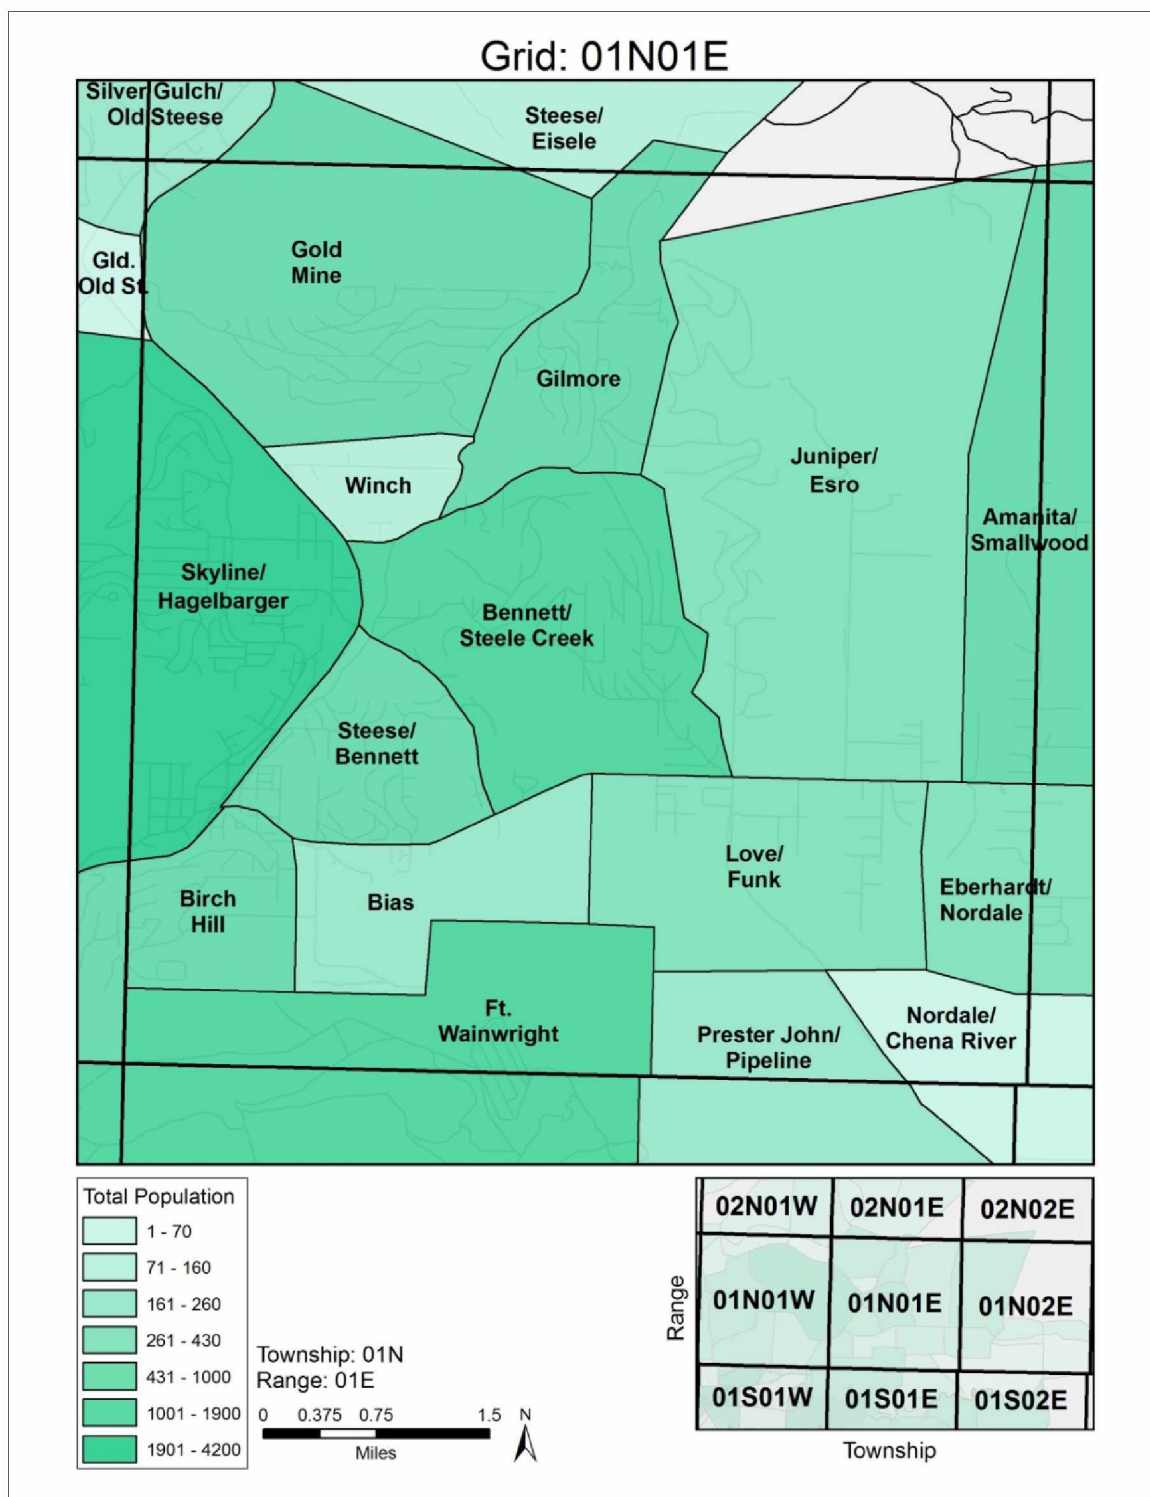 Grid: 01N01E
Silver Gulch/
Old Steese
Steese/
Eisele
Gold
Mine
Gld.
Old St.
Gilmore
Juniper/
Esro
Winch
Amanita/
Smallwood
Skyline/
Hagelbarger
Bennett/
Steele Creek
Steese/
Bennett
Love/
Funk
Birch
Hill
Bias
Eberhardt/
Nordale
Ft.
Wainwright
Prester John/
Pipeline
Nordale/
Chena River
Total Population
1 - 70
71 - 160
161 - 260
261 - 430
431 - 1000
1001 - 1900
1901 - 4200
Township: 01N
Range: 01E
0 0.375 0.75 1.5 N
Miles
Range
02N01W 02N01E 02N02E
01N01W 01N01E 01N02E
01S01W 01S01E 01S02E
Township